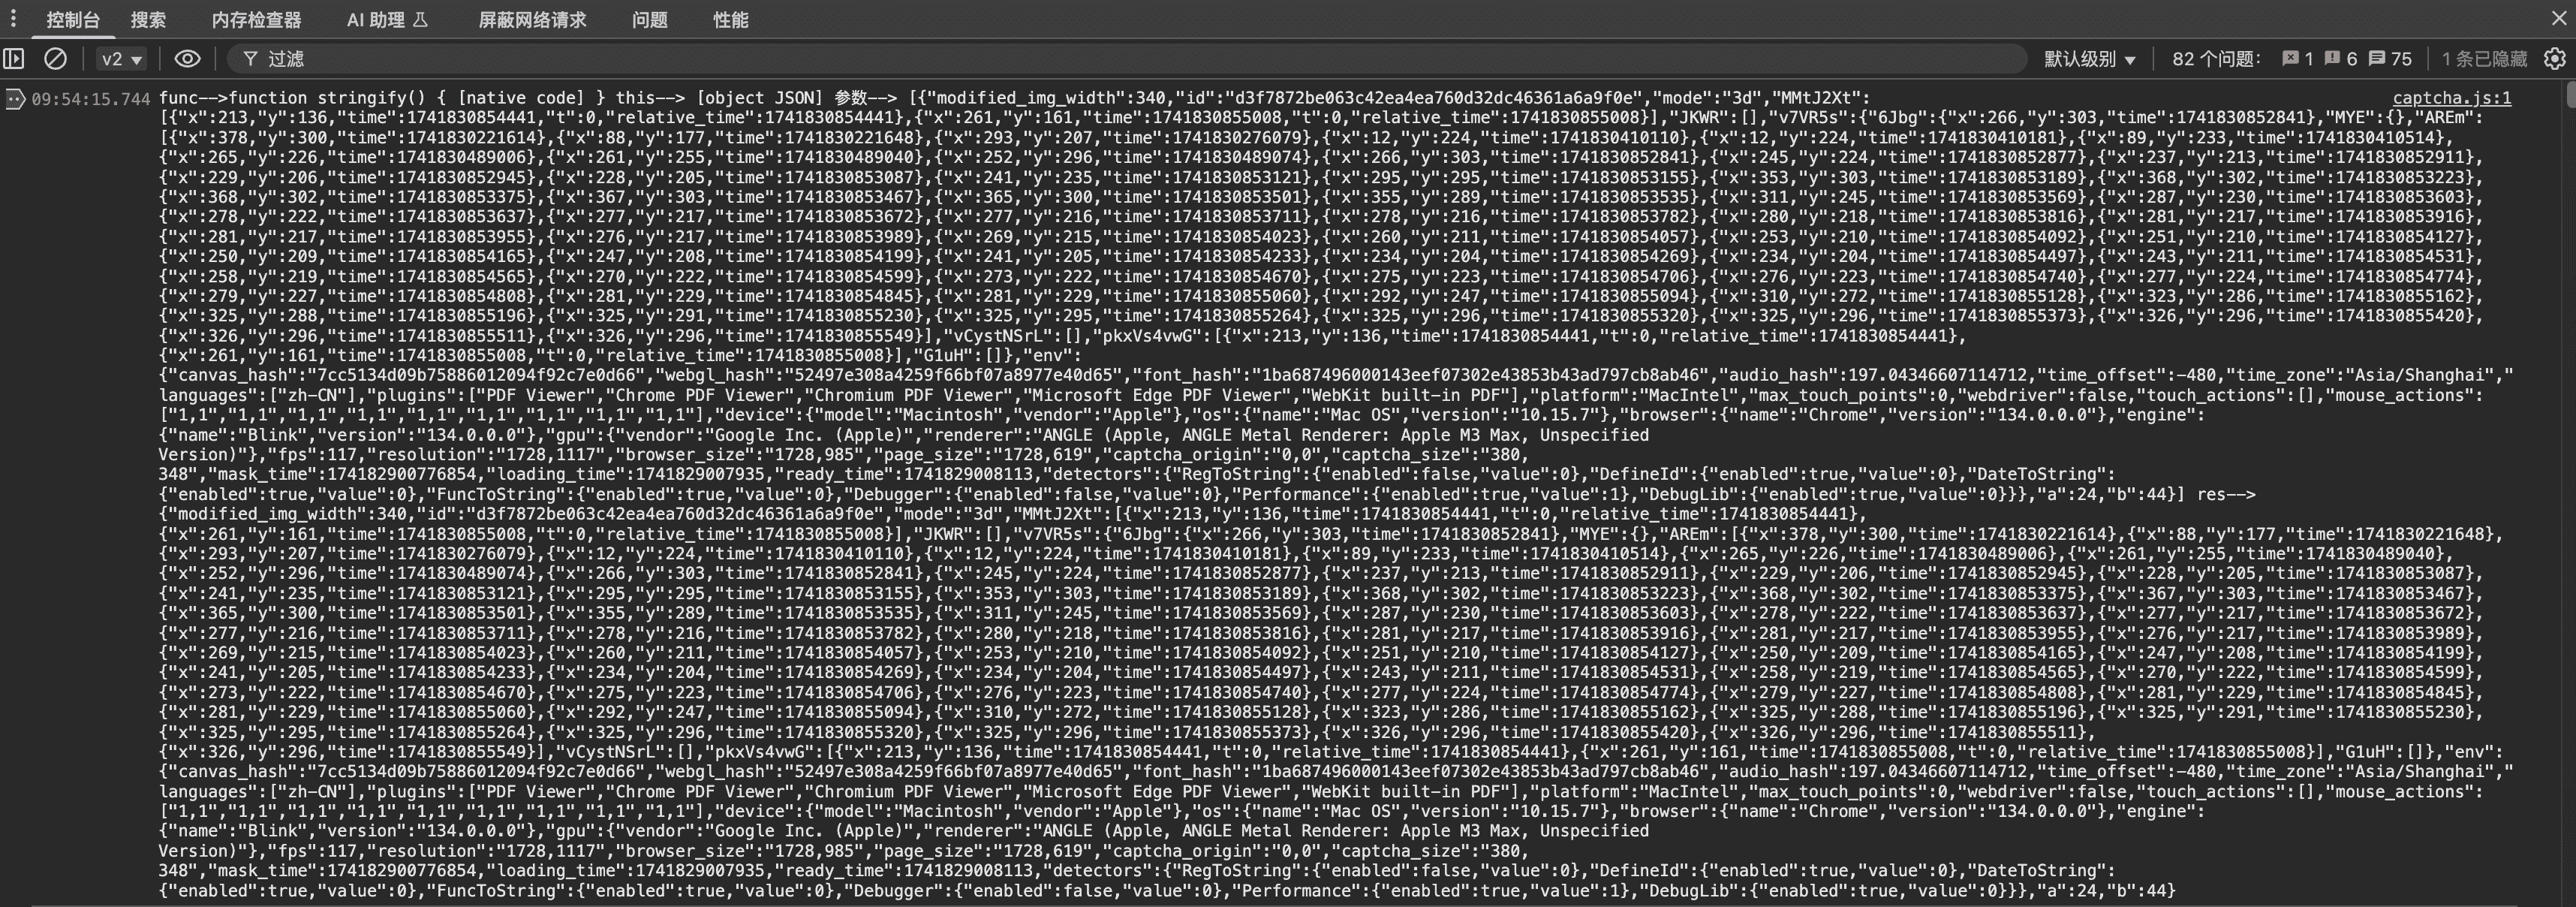 控制台 搜索 内存检查器 AI 助理 屏蔽网络请求 问题 性能
v2 过滤 默认级别 82 个问题: 1 6 75 1 条已隐藏
09:54:15.744 func-->function stringify() { [native code] } this--> [object JSON] 参数--> [{"modified_img_width":340,"id":"d3f7872be063c42ea4ea760d32dc46361a6a9f0e","mode":"3d","MMtJ2Xt": captcha.js:1
[{"x":213,"y":136,"time":1741830854441,"t":0,"relative_time":1741830854441},{"x":261,"y":161,"time":1741830855008,"t":0,"relative_time":1741830855008}],"JKWR":[],"v7VR5s":{"6Jbg":{"x":266,"y":303,"time":1741830852841},"MYE":{},"AREm":
[{"x":378,"y":300,"time":1741830221614},{"x":88,"y":177,"time":1741830221648},{"x":293,"y":207,"time":1741830276079},{"x":12,"y":224,"time":1741830410110},{"x":12,"y":224,"time":1741830410181},{"x":89,"y":233,"time":1741830410514},
{"x":265,"y":226,"time":1741830489006},{"x":261,"y":255,"time":1741830489040},{"x":252,"y":296,"time":1741830489074},{"x":266,"y":303,"time":1741830852841},{"x":245,"y":224,"time":1741830852877},{"x":237,"y":213,"time":1741830852911},
{"x":229,"y":206,"time":1741830852945},{"x":228,"y":205,"time":1741830853087},{"x":241,"y":235,"time":1741830853121},{"x":295,"y":295,"time":1741830853155},{"x":353,"y":303,"time":1741830853189},{"x":368,"y":302,"time":1741830853223},
{"x":368,"y":302,"time":1741830853375},{"x":367,"y":303,"time":1741830853467},{"x":365,"y":300,"time":1741830853501},{"x":355,"y":289,"time":1741830853535},{"x":311,"y":245,"time":1741830853569},{"x":287,"y":230,"time":1741830853603},
{"x":278,"y":222,"time":1741830853637},{"x":277,"y":217,"time":1741830853672},{"x":277,"y":216,"time":1741830853711},{"x":278,"y":216,"time":1741830853782},{"x":280,"y":218,"time":1741830853816},{"x":281,"y":217,"time":1741830853916},
{"x":281,"y":217,"time":1741830853955},{"x":276,"y":217,"time":1741830853989},{"x":269,"y":215,"time":1741830854023},{"x":260,"y":211,"time":1741830854057},{"x":253,"y":210,"time":1741830854092},{"x":251,"y":210,"time":1741830854127},
{"x":250,"y":209,"time":1741830854165},{"x":247,"y":208,"time":1741830854199},{"x":241,"y":205,"time":1741830854233},{"x":234,"y":204,"time":1741830854269},{"x":234,"y":204,"time":1741830854497},{"x":243,"y":211,"time":1741830854531},
{"x":258,"y":219,"time":1741830854565},{"x":270,"y":222,"time":1741830854599},{"x":273,"y":222,"time":1741830854670},{"x":275,"y":223,"time":1741830854706},{"x":276,"y":223,"time":1741830854740},{"x":277,"y":224,"time":1741830854774},
{"x":279,"y":227,"time":1741830854808},{"x":281,"y":229,"time":1741830854845},{"x":281,"y":229,"time":1741830855060},{"x":292,"y":247,"time":1741830855094},{"x":310,"y":272,"time":1741830855128},{"x":323,"y":286,"time":1741830855162},
{"x":325,"y":288,"time":1741830855196},{"x":325,"y":291,"time":1741830855230},{"x":325,"y":295,"time":1741830855264},{"x":325,"y":296,"time":1741830855320},{"x":325,"y":296,"time":1741830855373},{"x":326,"y":296,"time":1741830855420},
{"x":326,"y":296,"time":1741830855511},{"x":326,"y":296,"time":1741830855549}],"vCystNSrL":[],"pkxVs4vwG":[{"x":213,"y":136,"time":1741830854441,"t":0,"relative_time":1741830854441},
{"x":261,"y":161,"time":1741830855008,"t":0,"relative_time":1741830855008}],"G1uH":[]},"env":
{"canvas_hash":"7cc5134d09b75886012094f92c7e0d66","webgl_hash":"52497e308a4259f66bf07a8977e40d65","font_hash":"1ba687496000143eef07302e43853b43ad797cb8ab46","audio_hash":197.04346607114712,"time_offset":-480,"time_zone":"Asia/Shanghai","
languages":["zh-CN"],"plugins":["PDF Viewer","Chrome PDF Viewer","Chromium PDF Viewer","Microsoft Edge PDF Viewer","WebKit built-in PDF"],"platform":"MacIntel","max_touch_points":0,"webdriver":false,"touch_actions":[],"mouse_actions":
["1,1","1,1","1,1","1,1","1,1","1,1","1,1","1,1","1,1"],"device":{"model":"Macintosh","vendor":"Apple"},"os":{"name":"Mac OS","version":"10.15.7"},"browser":{"name":"Chrome","version":"134.0.0.0"},"engine":
{"name":"Blink","version":"134.0.0.0"},"gpu":{"vendor":"Google Inc. (Apple)","renderer":"ANGLE (Apple, ANGLE Metal Renderer: Apple M3 Max, Unspecified
Version)"},"fps":117,"resolution":"1728,1117","browser_size":"1728,985","page_size":"1728,619","captcha_origin":"0,0","captcha_size":"380,
348","mask_time":174182900776854,"loading_time":1741829007935,"ready_time":1741829008113,"detectors":{"RegToString":{"enabled":false,"value":0},"DefineId":{"enabled":true,"value":0},"DateToString":
{"enabled":true,"value":0},"FuncToString":{"enabled":true,"value":0},"Debugger":{"enabled":false,"value":0},"Performance":{"enabled":true,"value":1},"DebugLib":{"enabled":true,"value":0}}},"a":24,"b":44}] res-->
{"modified_img_width":340,"id":"d3f7872be063c42ea4ea760d32dc46361a6a9f0e","mode":"3d","MMtJ2Xt":[{"x":213,"y":136,"time":1741830854441,"t":0,"relative_time":1741830854441},
{"x":261,"y":161,"time":1741830855008,"t":0,"relative_time":1741830855008}],"JKWR":[],"v7VR5s":{"6Jbg":{"x":266,"y":303,"time":1741830852841},"MYE":{},"AREm":[{"x":378,"y":300,"time":1741830221614},{"x":88,"y":177,"time":1741830221648},
{"x":293,"y":207,"time":1741830276079},{"x":12,"y":224,"time":1741830410110},{"x":12,"y":224,"time":1741830410181},{"x":89,"y":233,"time":1741830410514},{"x":265,"y":226,"time":1741830489006},{"x":261,"y":255,"time":1741830489040},
{"x":252,"y":296,"time":1741830489074},{"x":266,"y":303,"time":1741830852841},{"x":245,"y":224,"time":1741830852877},{"x":237,"y":213,"time":1741830852911},{"x":229,"y":206,"time":1741830852945},{"x":228,"y":205,"time":1741830853087},
{"x":241,"y":235,"time":1741830853121},{"x":295,"y":295,"time":1741830853155},{"x":353,"y":303,"time":1741830853189},{"x":368,"y":302,"time":1741830853223},{"x":368,"y":302,"time":1741830853375},{"x":367,"y":303,"time":1741830853467},
{"x":365,"y":300,"time":1741830853501},{"x":355,"y":289,"time":1741830853535},{"x":311,"y":245,"time":1741830853569},{"x":287,"y":230,"time":1741830853603},{"x":278,"y":222,"time":1741830853637},{"x":277,"y":217,"time":1741830853672},
{"x":277,"y":216,"time":1741830853711},{"x":278,"y":216,"time":1741830853782},{"x":280,"y":218,"time":1741830853816},{"x":281,"y":217,"time":1741830853916},{"x":281,"y":217,"time":1741830853955},{"x":276,"y":217,"time":1741830853989},
{"x":269,"y":215,"time":1741830854023},{"x":260,"y":211,"time":1741830854057},{"x":253,"y":210,"time":1741830854092},{"x":251,"y":210,"time":1741830854127},{"x":250,"y":209,"time":1741830854165},{"x":247,"y":208,"time":1741830854199},
{"x":241,"y":205,"time":1741830854233},{"x":234,"y":204,"time":1741830854269},{"x":234,"y":204,"time":1741830854497},{"x":243,"y":211,"time":1741830854531},{"x":258,"y":219,"time":1741830854565},{"x":270,"y":222,"time":1741830854599},
{"x":273,"y":222,"time":1741830854670},{"x":275,"y":223,"time":1741830854706},{"x":276,"y":223,"time":1741830854740},{"x":277,"y":224,"time":1741830854774},{"x":279,"y":227,"time":1741830854808},{"x":281,"y":229,"time":1741830854845},
{"x":281,"y":229,"time":1741830855060},{"x":292,"y":247,"time":1741830855094},{"x":310,"y":272,"time":1741830855128},{"x":323,"y":286,"time":1741830855162},{"x":325,"y":288,"time":1741830855196},{"x":325,"y":291,"time":1741830855230},
{"x":325,"y":295,"time":1741830855264},{"x":325,"y":296,"time":1741830855320},{"x":325,"y":296,"time":1741830855373},{"x":326,"y":296,"time":1741830855420},{"x":326,"y":296,"time":1741830855511},
{"x":326,"y":296,"time":1741830855549}],"vCystNSrL":[],"pkxVs4vwG":[{"x":213,"y":136,"time":1741830854441,"t":0,"relative_time":1741830854441},{"x":261,"y":161,"time":1741830855008,"t":0,"relative_time":1741830855008}],"G1uH":[]},"env":
{"canvas_hash":"7cc5134d09b75886012094f92c7e0d66","webgl_hash":"52497e308a4259f66bf07a8977e40d65","font_hash":"1ba687496000143eef07302e43853b43ad797cb8ab46","audio_hash":197.04346607114712,"time_offset":-480,"time_zone":"Asia/Shanghai","
languages":["zh-CN"],"plugins":["PDF Viewer","Chrome PDF Viewer","Chromium PDF Viewer","Microsoft Edge PDF Viewer","WebKit built-in PDF"],"platform":"MacIntel","max_touch_points":0,"webdriver":false,"touch_actions":[],"mouse_actions":
["1,1","1,1","1,1","1,1","1,1","1,1","1,1","1,1","1,1"],"device":{"model":"Macintosh","vendor":"Apple"},"os":{"name":"Mac OS","version":"10.15.7"},"browser":{"name":"Chrome","version":"134.0.0.0"},"engine":
{"name":"Blink","version":"134.0.0.0"},"gpu":{"vendor":"Google Inc. (Apple)","renderer":"ANGLE (Apple, ANGLE Metal Renderer: Apple M3 Max, Unspecified
Version)"},"fps":117,"resolution":"1728,1117","browser_size":"1728,985","page_size":"1728,619","captcha_origin":"0,0","captcha_size":"380,
348","mask_time":174182900776854,"loading_time":1741829007935,"ready_time":1741829008113,"detectors":{"RegToString":{"enabled":false,"value":0},"DefineId":{"enabled":true,"value":0},"DateToString":
{"enabled":true,"value":0},"FuncToString":{"enabled":true,"value":0},"Debugger":{"enabled":false,"value":0},"Performance":{"enabled":true,"value":1},"DebugLib":{"enabled":true,"value":0}}},"a":24,"b":44}